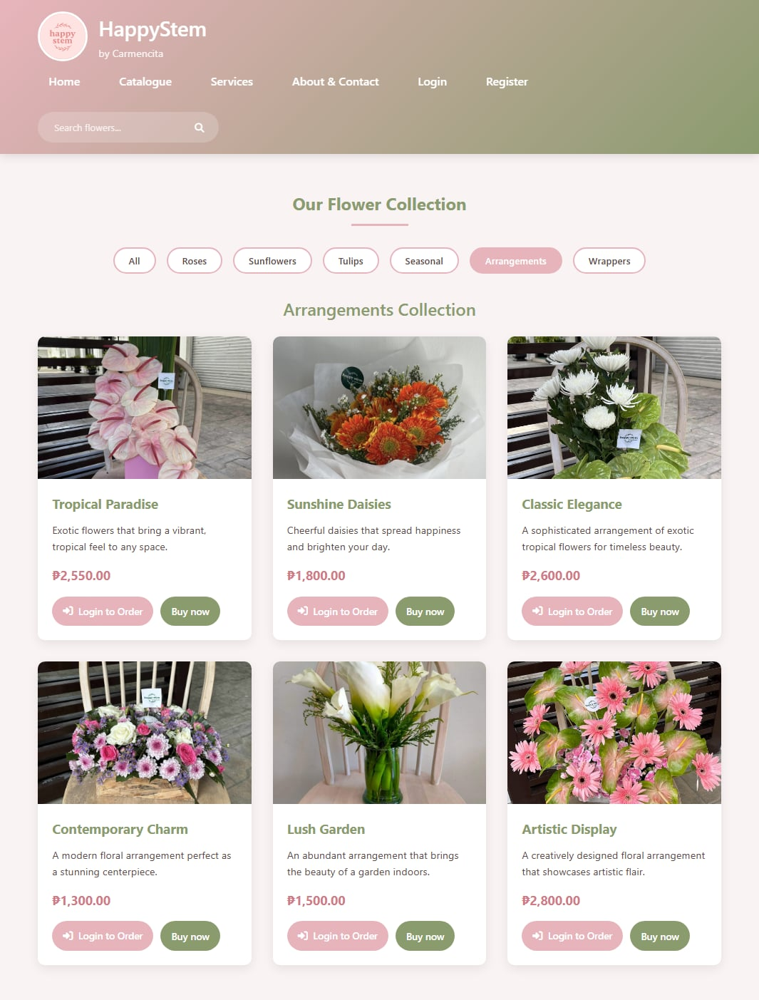 happy
stem
HappyStem
by Carmencita
Home Catalogue Services About & Contact Login Register
Search flowers...
Our Flower Collection
All Roses Sunflowers Tulips Seasonal Arrangements Wrappers
Arrangements Collection
Tropical Paradise
Exotic flowers that bring a vibrant,
tropical feel to any space.
₱2,550.00
Login to Order Buy now
Sunshine Daisies
Cheerful daisies that spread happiness
and brighten your day.
₱1,800.00
Login to Order Buy now
Classic Elegance
A sophisticated arrangement of exotic
tropical flowers for timeless beauty.
₱2,600.00
Login to Order Buy now
Contemporary Charm
A modern floral arrangement perfect as
a stunning centerpiece.
₱1,300.00
Login to Order Buy now
Lush Garden
An abundant arrangement that brings
the beauty of a garden indoors.
₱1,500.00
Login to Order Buy now
Artistic Display
A creatively designed floral arrangement
that showcases artistic flair.
₱2,800.00
Login to Order Buy now